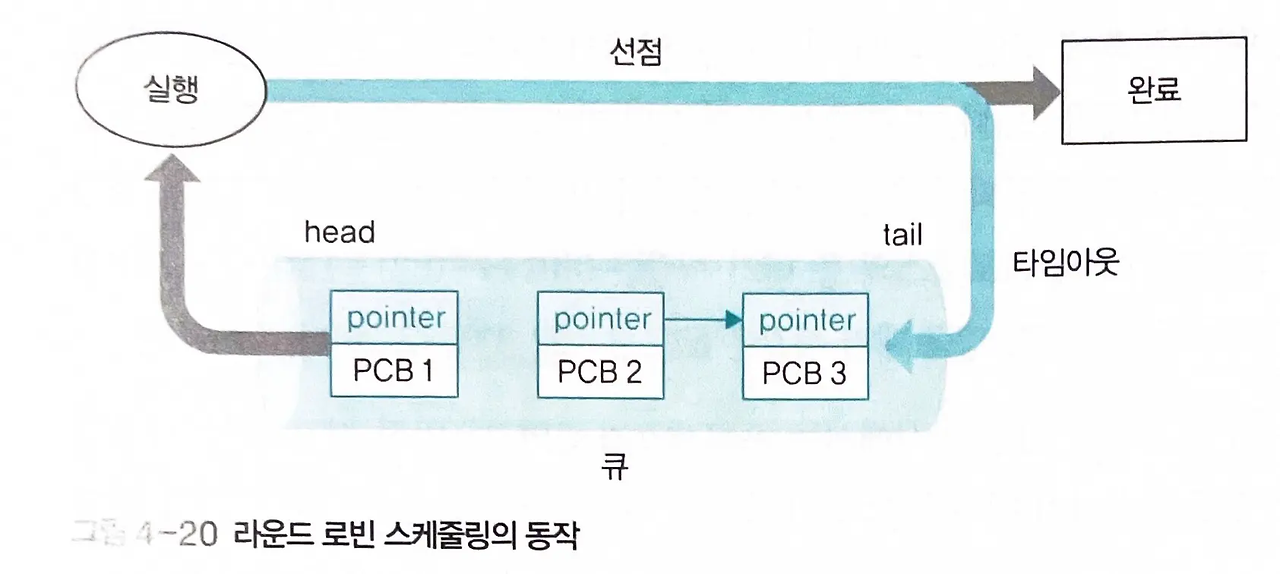 선점
실행
완료
head
tail
타임아웃
pointer
pointer
pointer
PCB 1
PCB 2
PCB 3
큐
그림 4-20 라운드 로빈 스케줄링의 동작